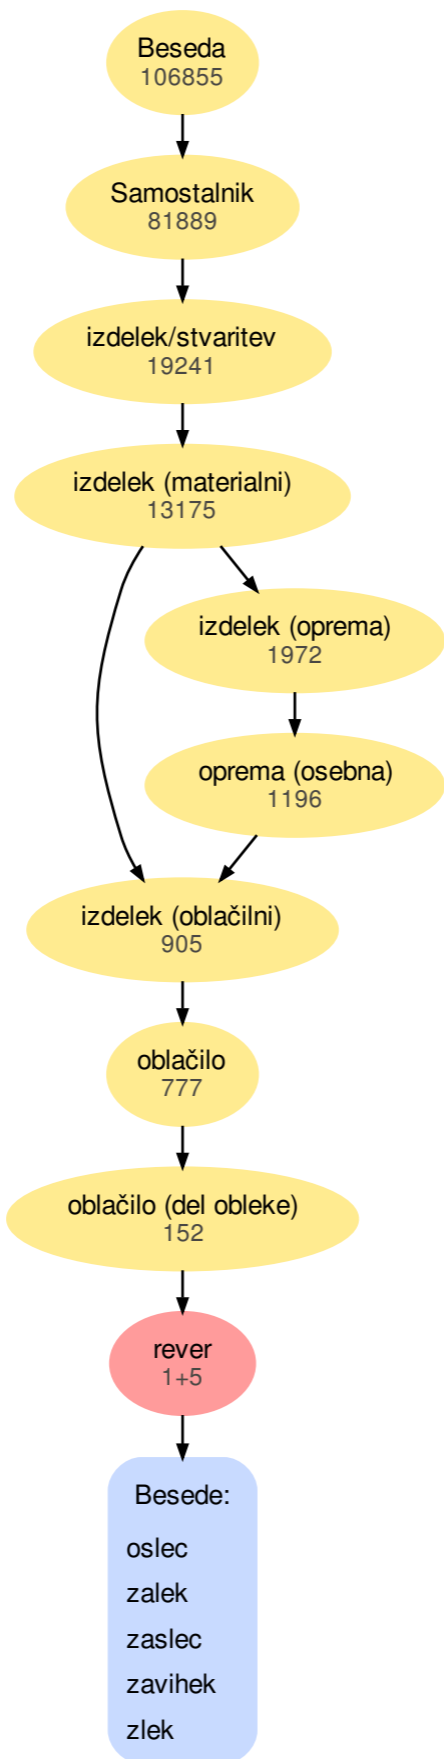 Beseda
106855
Samostalnik
81889
izdelek/stvaritev
19241
izdelek (materialni)
13175
izdelek (oprema)
1972
oprema (osebna)
1196
izdelek (oblačilni)
905
oblačilo
777
oblačilo (del obleke)
152
rever
1+5
Besede:
oslec
zalek
zaslec
zavihek
zlek